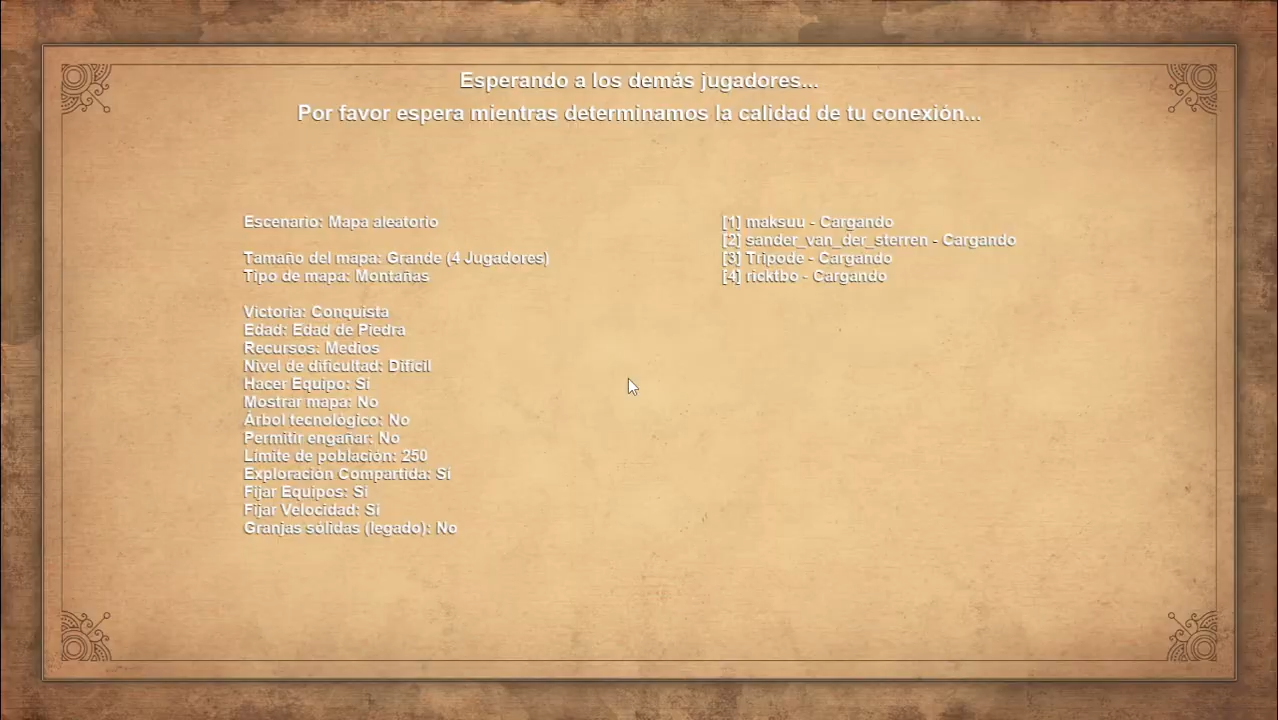 Esperando a los demás jugadores...
Por favor espera mientras determinamos la calidad de tu conexión...
Escenario: Mapa aleatorio
Tamaño del mapa: Grande (4 Jugadores)
Tipo de mapa: Montañas
Victoria: Conquista
Edad: Edad de Piedra
Recursos: Medios
Nivel de dificultad: Difícil
Hacer Equipo: Sí
Mostrar mapa: No
Árbol tecnológico: No
Permitir engañar: No
Límite de población: 250
Exploración Compartida: Sí
Fijar Equipos: Sí
Fijar Velocidad: Sí
Granjas sólidas (legado): No
[1] maksuu - Cargando
[2] sander_van_der_sterren - Cargando
[3] Tripode - Cargando
[4] ricktbo - Cargando